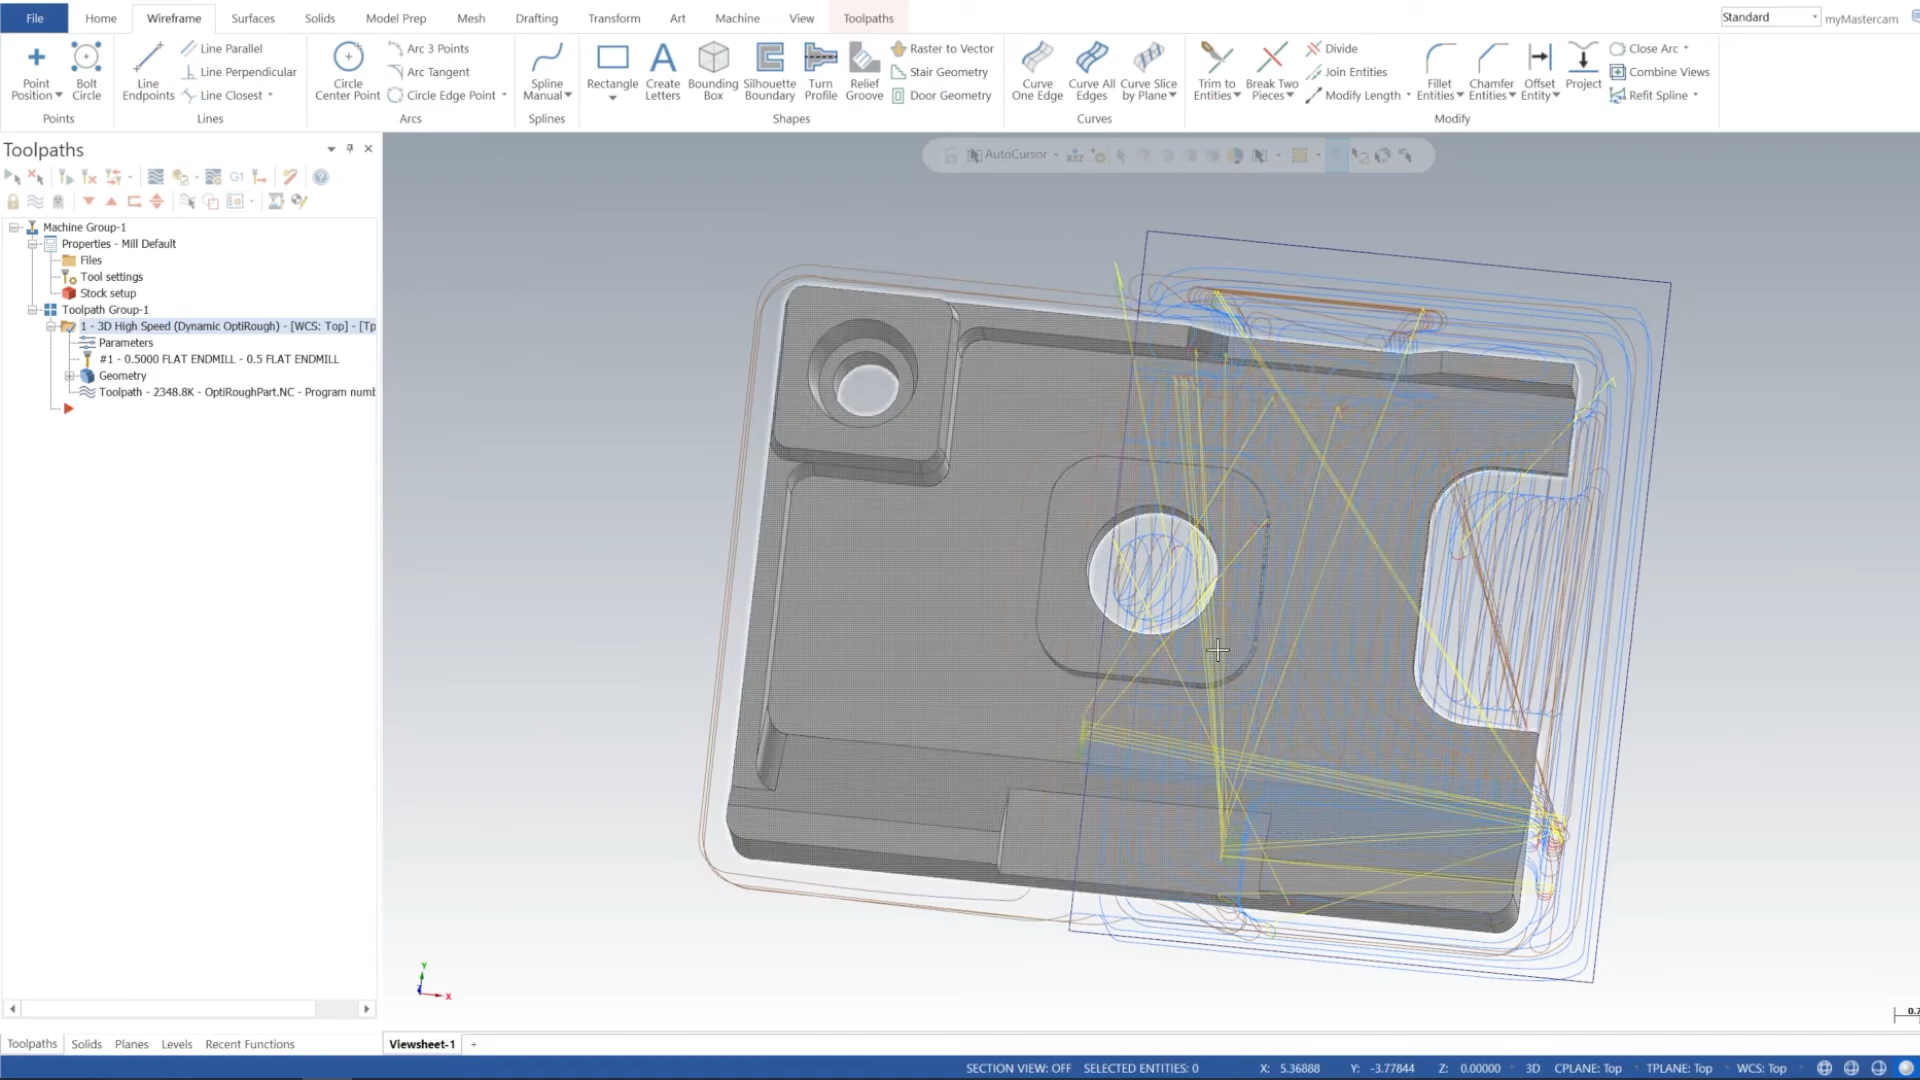 File Home Wireframe Surfaces Solids Model Prep Mesh Drafting Transform Art Machine View Toolpaths Standard myMastercam
Point Position Bolt Circle Line Endpoints Line Parallel Line Perpendicular Line Closest Circle Center Point Arc 3 Points Arc Tangent Circle Edge Point Spline Manual Rectangle Create Letters Bounding Box Silhouette Boundary Turn Profile Relief Groove Raster to Vector Stair Geometry Door Geometry Curve One Edge Curve All Edges Curve Slice by Plane Trim to Entities Break Two Pieces Divide Join Entities Modify Length Fillet Entities Chamfer Entities Offset Entity Project Close Arc Combine Views Refit Spline
Points Lines Arcs Splines Shapes Curves Modify
Toolpaths
AutoCursor
G1
Machine Group-1
Properties - Mill Default
Files
Tool settings
Stock setup
Toolpath Group-1
1 - 3D High Speed (Dynamic OptiRough) - [WCS: Top] - [Tp
Parameters
#1 - 0.5000 FLAT ENDMILL - 0.5 FLAT ENDMILL
Geometry
Toolpath - 2348.8K - OptiRoughPart.NC - Program numb
Y
X
0.7
Toolpaths Solids Planes Levels Recent Functions Viewsheet-1 +
SECTION VIEW: OFF SELECTED ENTITIES: 0 X: 5.36888 Y: -3.77844 Z: 0.00000 3D CPLANE: Top TPLANE: Top WCS: Top